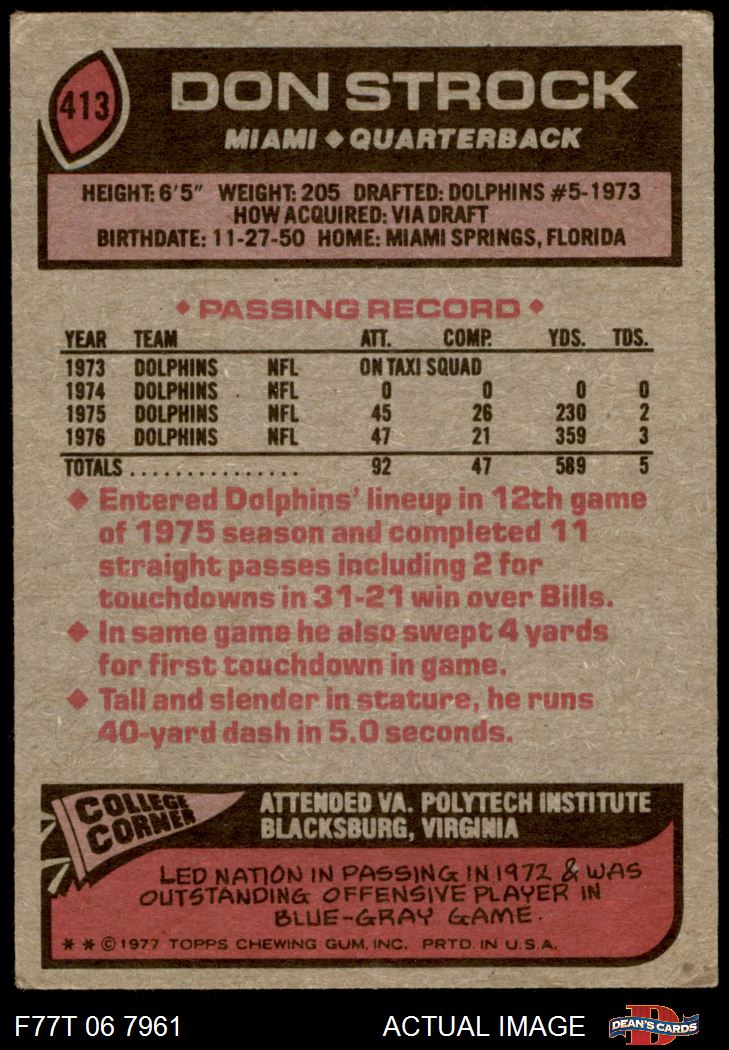 413
DON STROCK
MIAMI ◆ QUARTERBACK
HEIGHT: 6'5" WEIGHT: 205 DRAFTED: DOLPHINS #5-1973
HOW ACQUIRED: VIA DRAFT
BIRTHDATE: 11-27-50 HOME: MIAMI SPRINGS, FLORIDA
◆ PASSING RECORD ◆
YEAR TEAM ATT. COMP. YDS. TDS.
1973 DOLPHINS NFL ON TAXI SQUAD
1974 DOLPHINS NFL 0 0 0 0
1975 DOLPHINS NFL 45 26 230 2
1976 DOLPHINS NFL 47 21 359 3
TOTALS ............... 92 47 589 5
◆ Entered Dolphins' lineup in 12th game
of 1975 season and completed 11
straight passes including 2 for
touchdowns in 31-21 win over Bills.
◆ In same game he also swept 4 yards
for first touchdown in game.
◆ Tall and slender in stature, he runs
40-yard dash in 5.0 seconds.
COLLEGE
CORNER
ATTENDED VA. POLYTECH INSTITUTE
BLACKSBURG, VIRGINIA
LED NATION IN PASSING IN 1972 & WAS
OUTSTANDING OFFENSIVE PLAYER IN
BLUE-GRAY GAME.
* * © 1977 TOPPS CHEWING GUM, INC. PRTD. IN U.S.A.
F77T 06 7961 ACTUAL IMAGE
D
DEAN'S CARDS